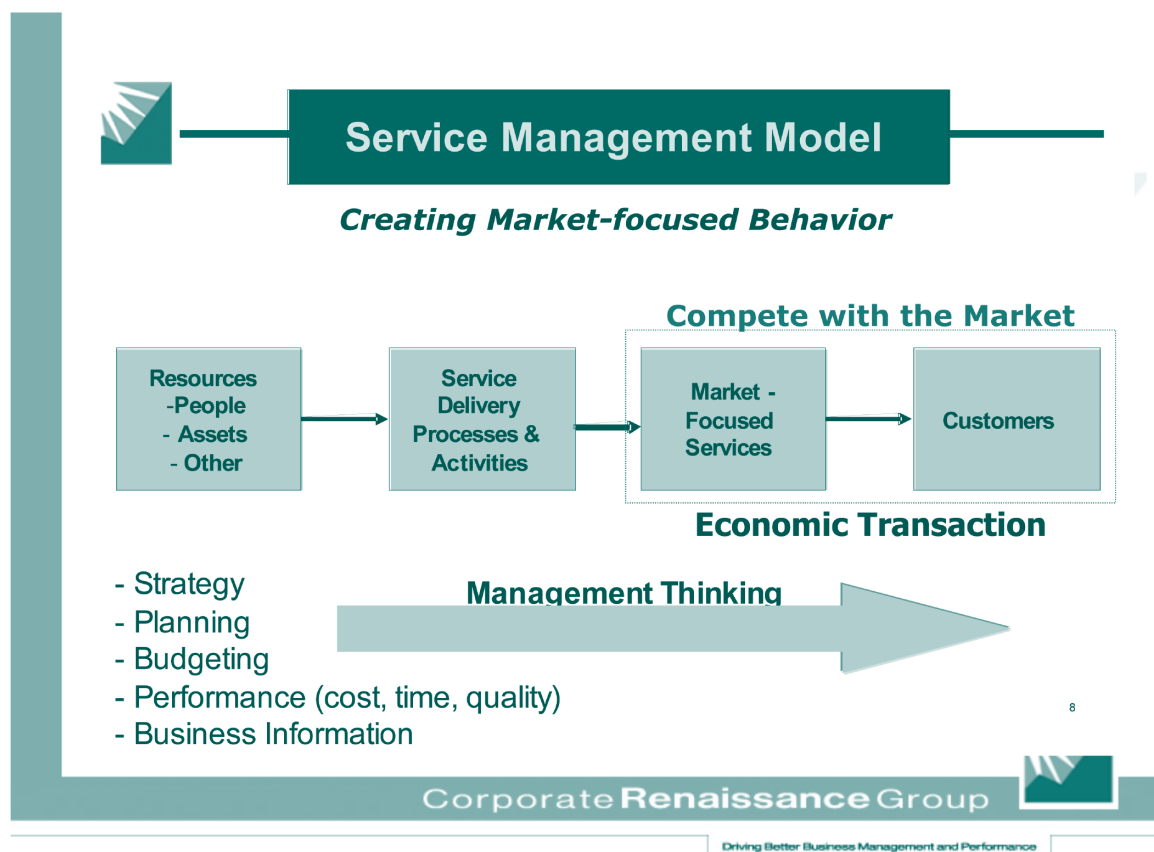 Service Management Model
Creating Market-focused Behavior
Compete with the Market
Resources
-People
- Assets
- Other
Service
Delivery
Processes &
Activities
Market -
Focused
Services
Customers
Economic Transaction
Management Thinking
- Strategy
- Planning
- Budgeting
- Performance (cost, time, quality)
- Business Information
8
Corporate Renaissance Group
Driving Better Business Management and Performance